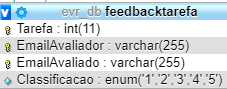 evr_db feedbacktarefa
Tarefa : int(11)
EmailAvaliador : varchar(255)
EmailAvaliado : varchar(255)
Classificacao : enum('1','2','3','4','5')